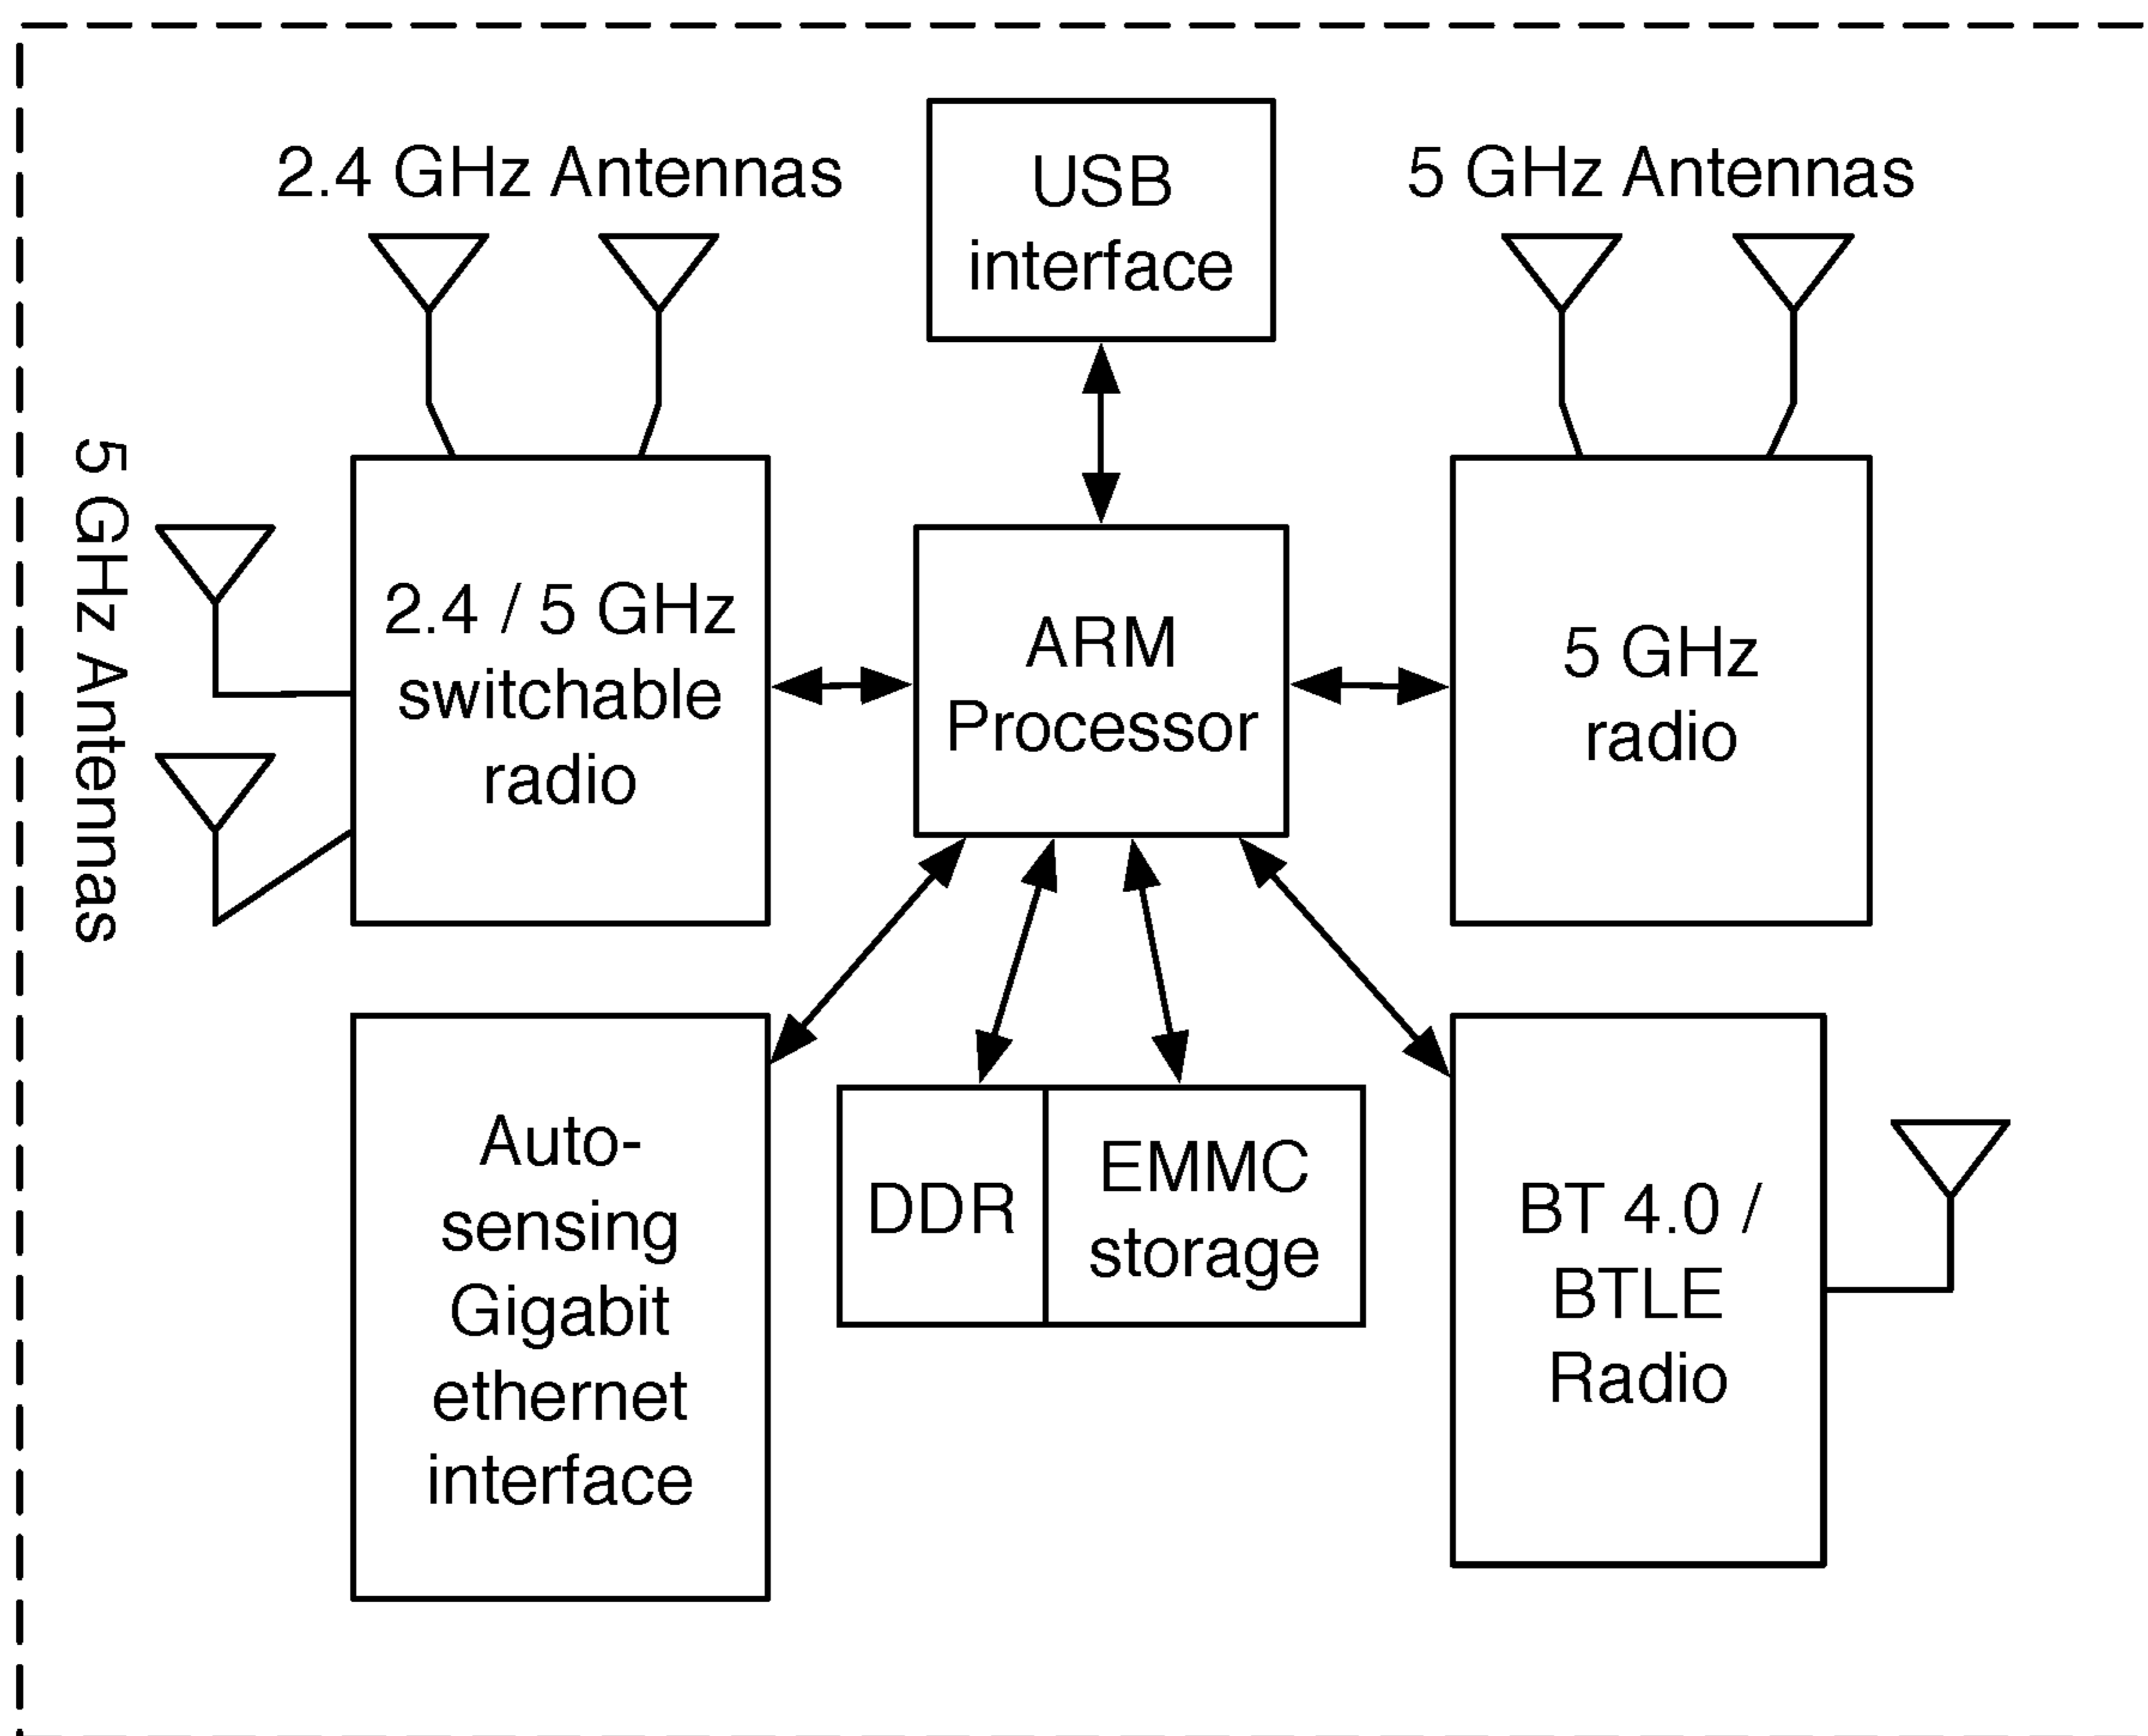 2.4 GHz Antennas
USB
interface
5 GHz Antennas
5 GHz Antennas
2.4 / 5 GHz
switchable
radio
ARM
Processor
5 GHz
radio
Auto-
sensing
Gigabit
ethernet
interface
DDR
EMMC
storage
BT 4.0 /
BTLE
Radio